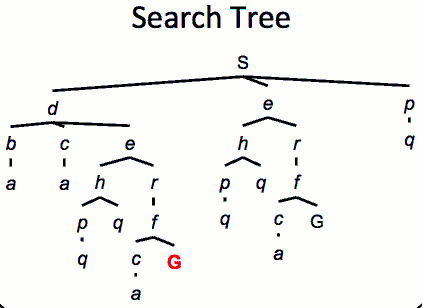 Search Tree
S
d e p
b c e h r q
a a h r p q f
p q f q c G
q c G a
a